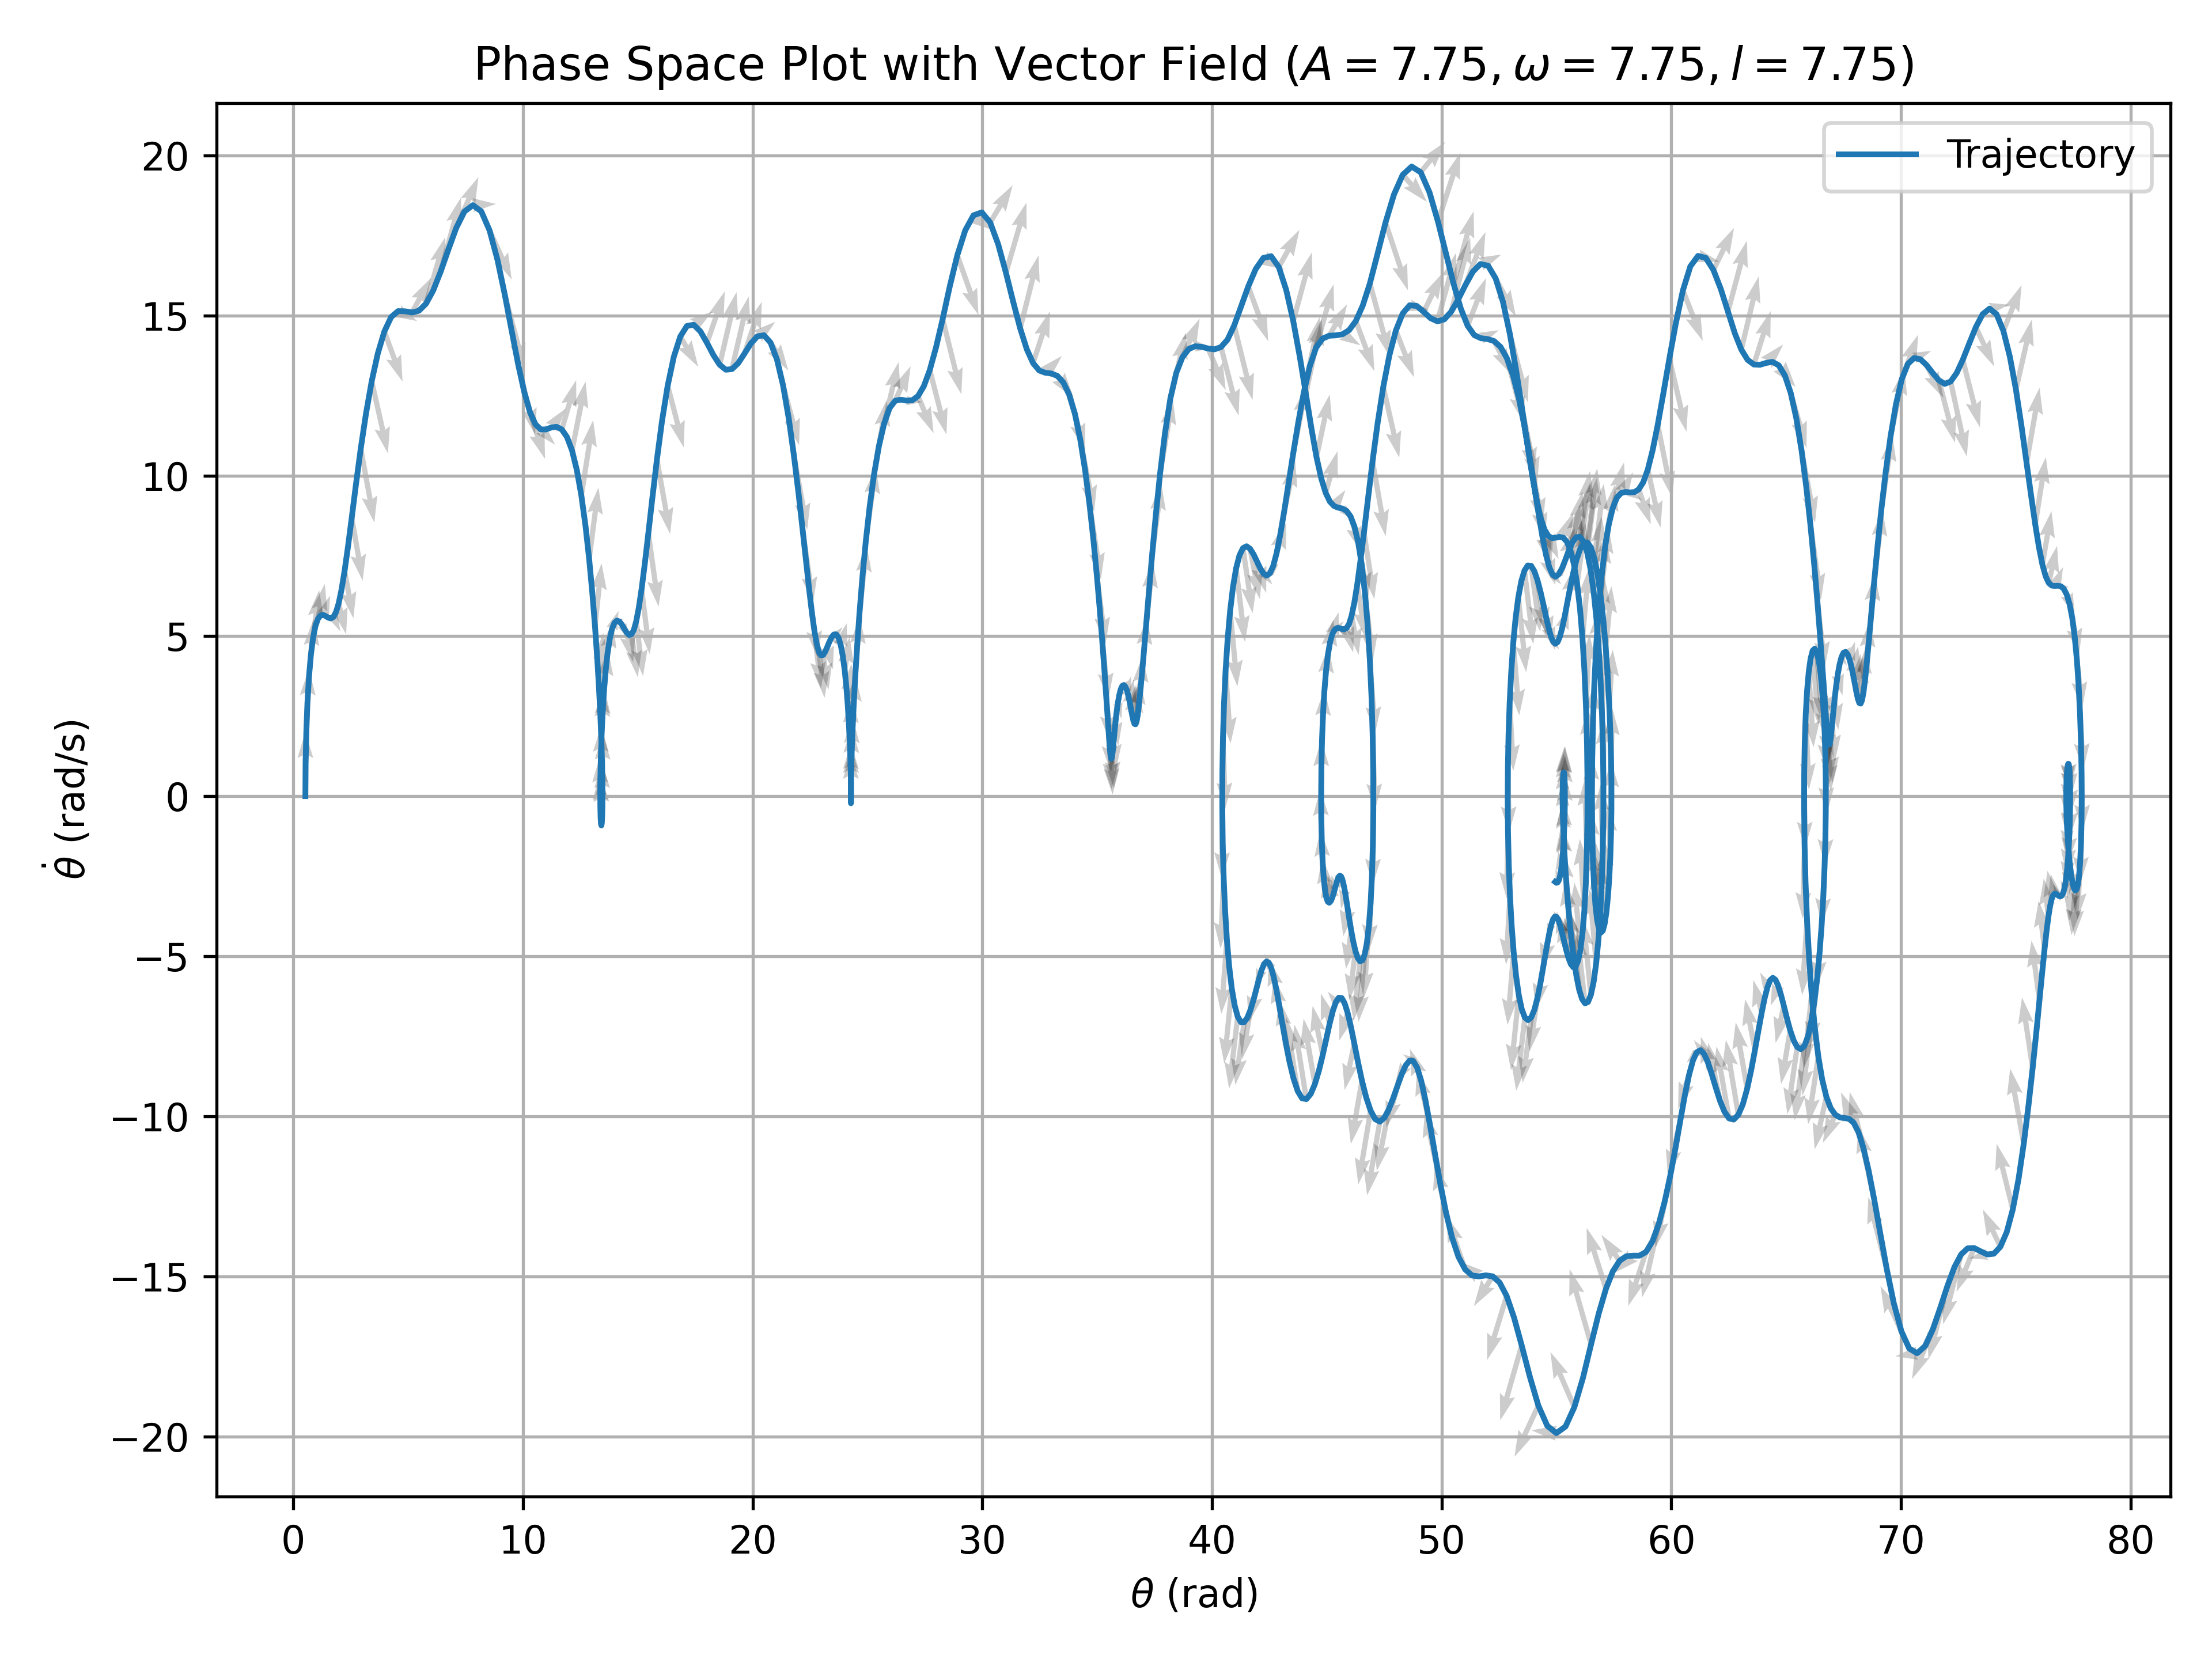 Phase Space Plot with Vector Field (A = 7.75, ω = 7.75, l = 7.75)
Trajectory
20
15
10
5
0
−5
−10
−15
−20
θ̇ (rad/s)
0 10 20 30 40 50 60 70 80
θ (rad)